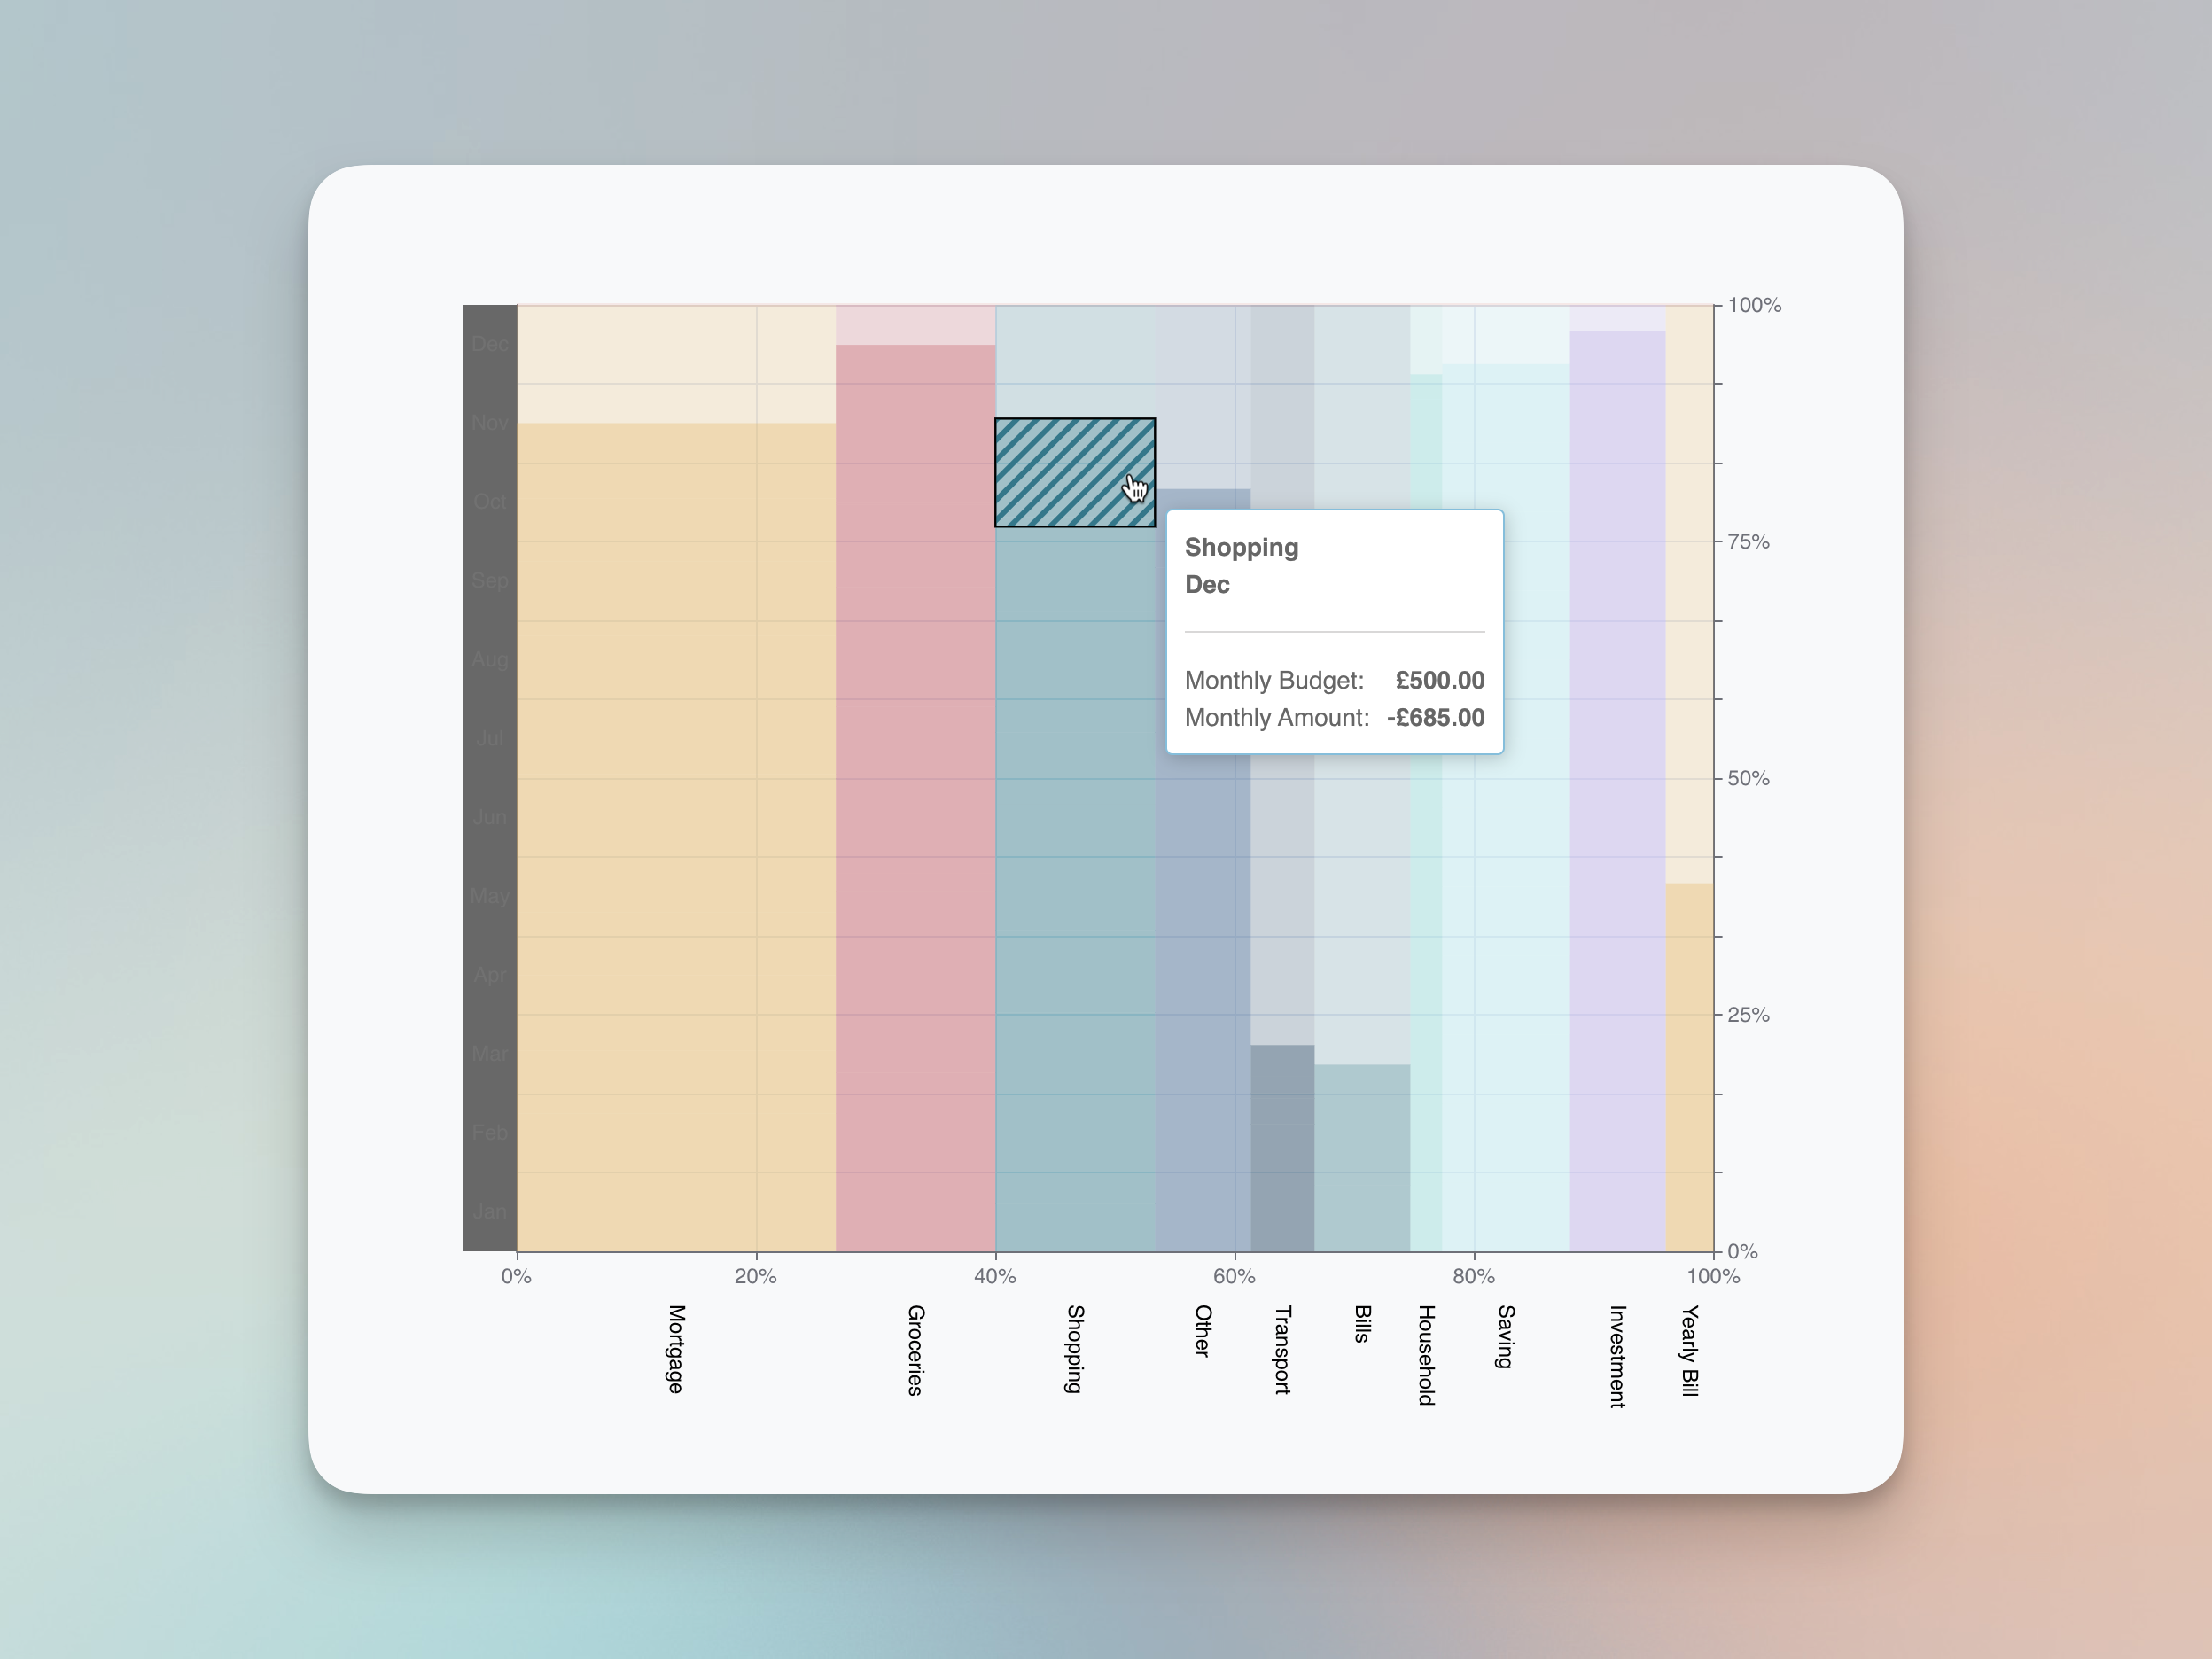 100%
Dec
Nov
Oct
75%
Shopping
Dec
Sep
Aug
Monthly Budget: £500.00
Monthly Amount: -£685.00
Jul
50%
Jun
May
Apr
25%
Mar
Feb
Jan
0%
0% 20% 40% 60% 80% 100%
Mortgage
Groceries
Shopping
Other
Transport
Bills
Household
Saving
Investment
Yearly Bill